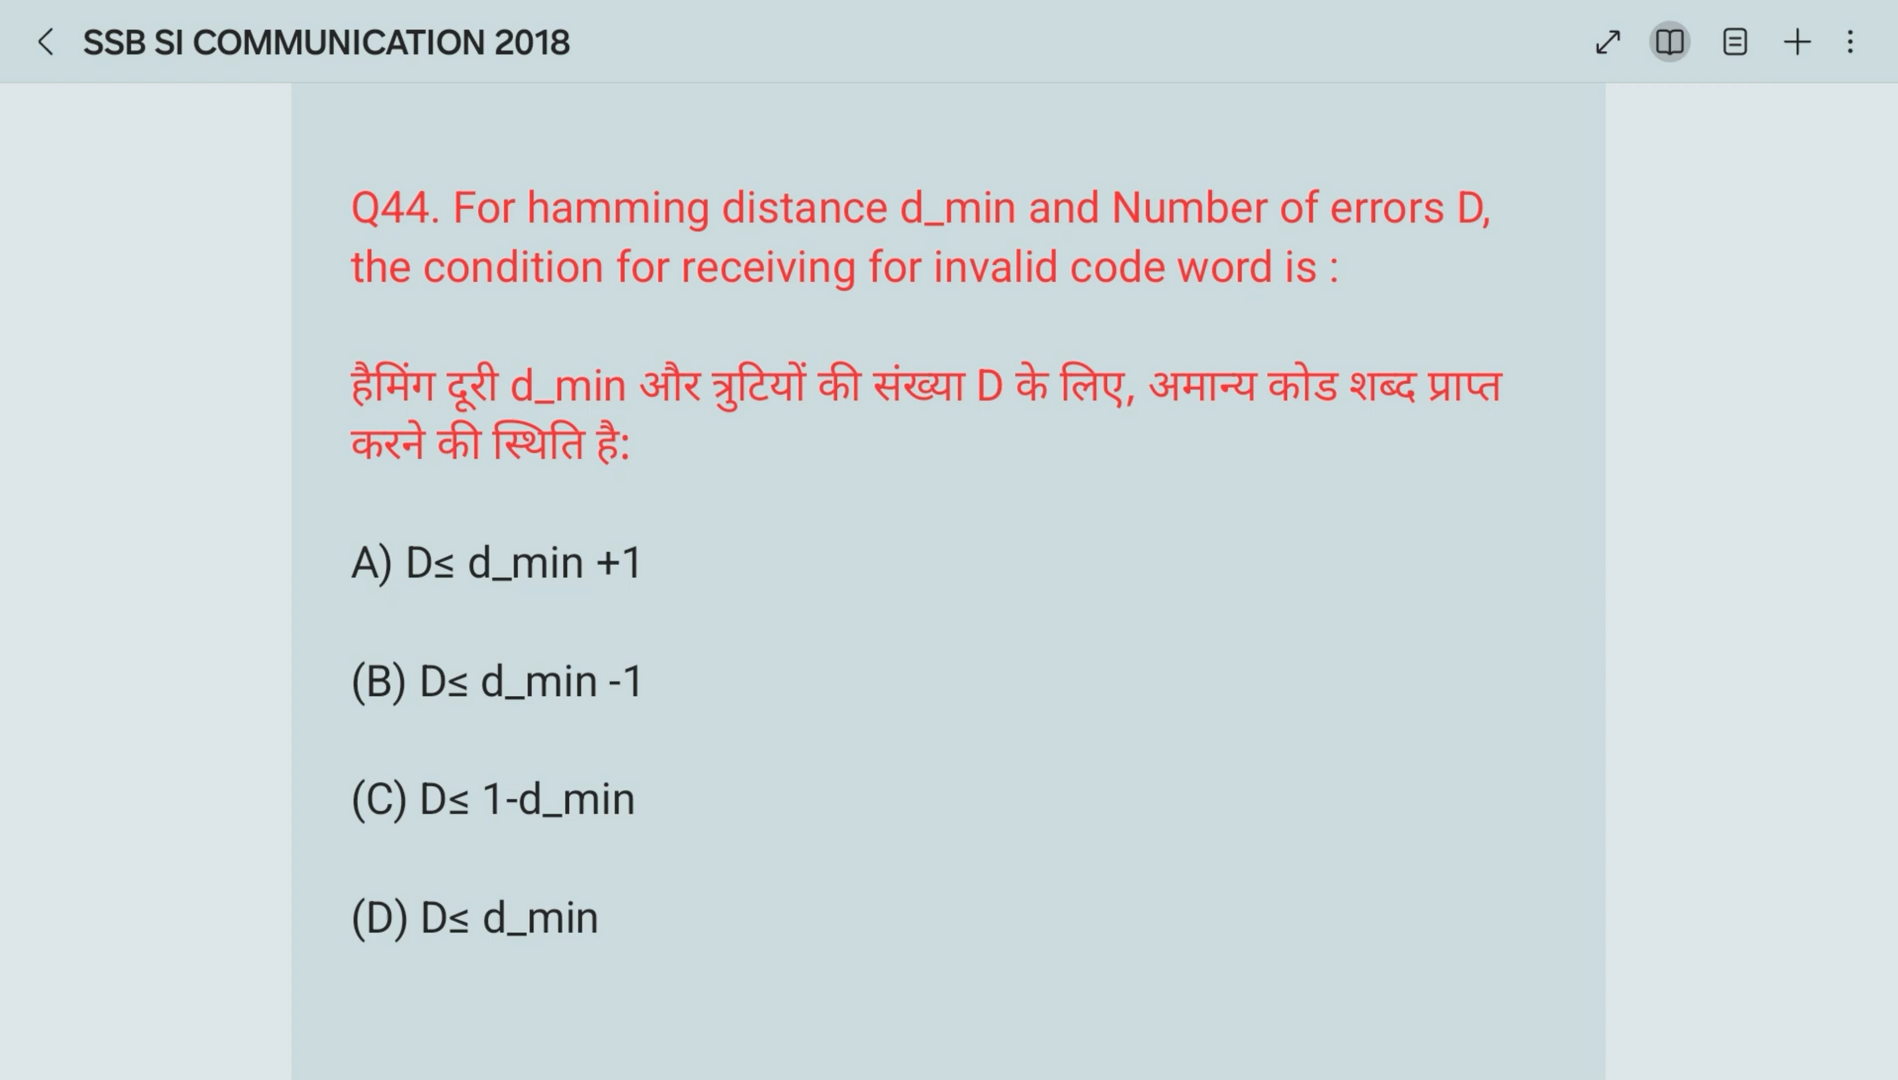 SSB SI COMMUNICATION 2018
Q44. For hamming distance d_min and Number of errors D,
the condition for receiving for invalid code word is :
हैमिंग दूरी d_min और त्रुटियों की संख्या D के लिए, अमान्य कोड शब्द प्राप्त
करने की स्थिति है:
A) D≤ d_min +1
(B) D≤ d_min -1
(C) D≤ 1-d_min
(D) D≤ d_min